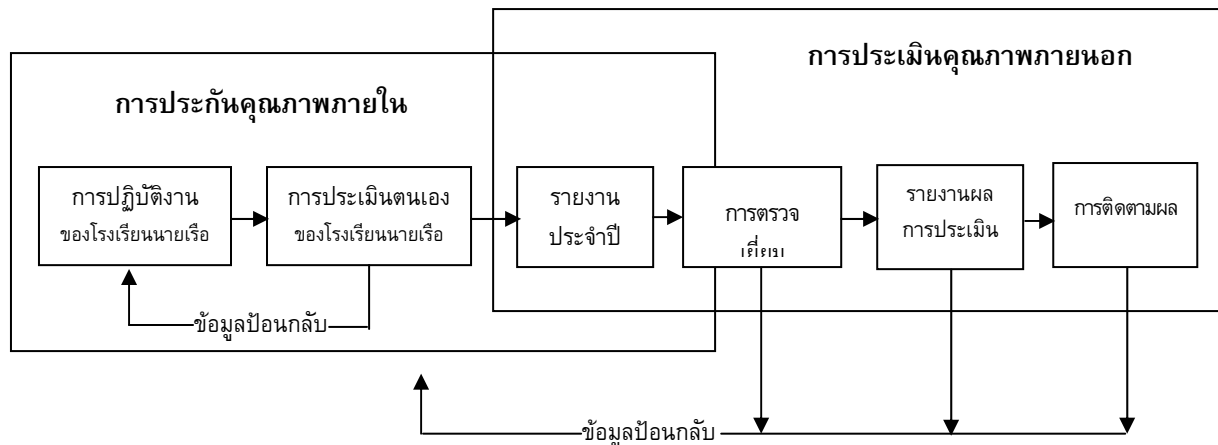 การประเมินคุณภาพภายนอก
การประกันคุณภาพภายใน
การปฏิบัติงาน
ของโรงเรียนนายเรือ
การประเมินตนเอง
ของโรงเรียนนายเรือ
รายงาน
ประจำปี
การตรวจ
เยี่ยม
รายงานผล
การประเมิน
การติดตามผล
ข้อมูลป้อนกลับ
ข้อมูลป้อนกลับ